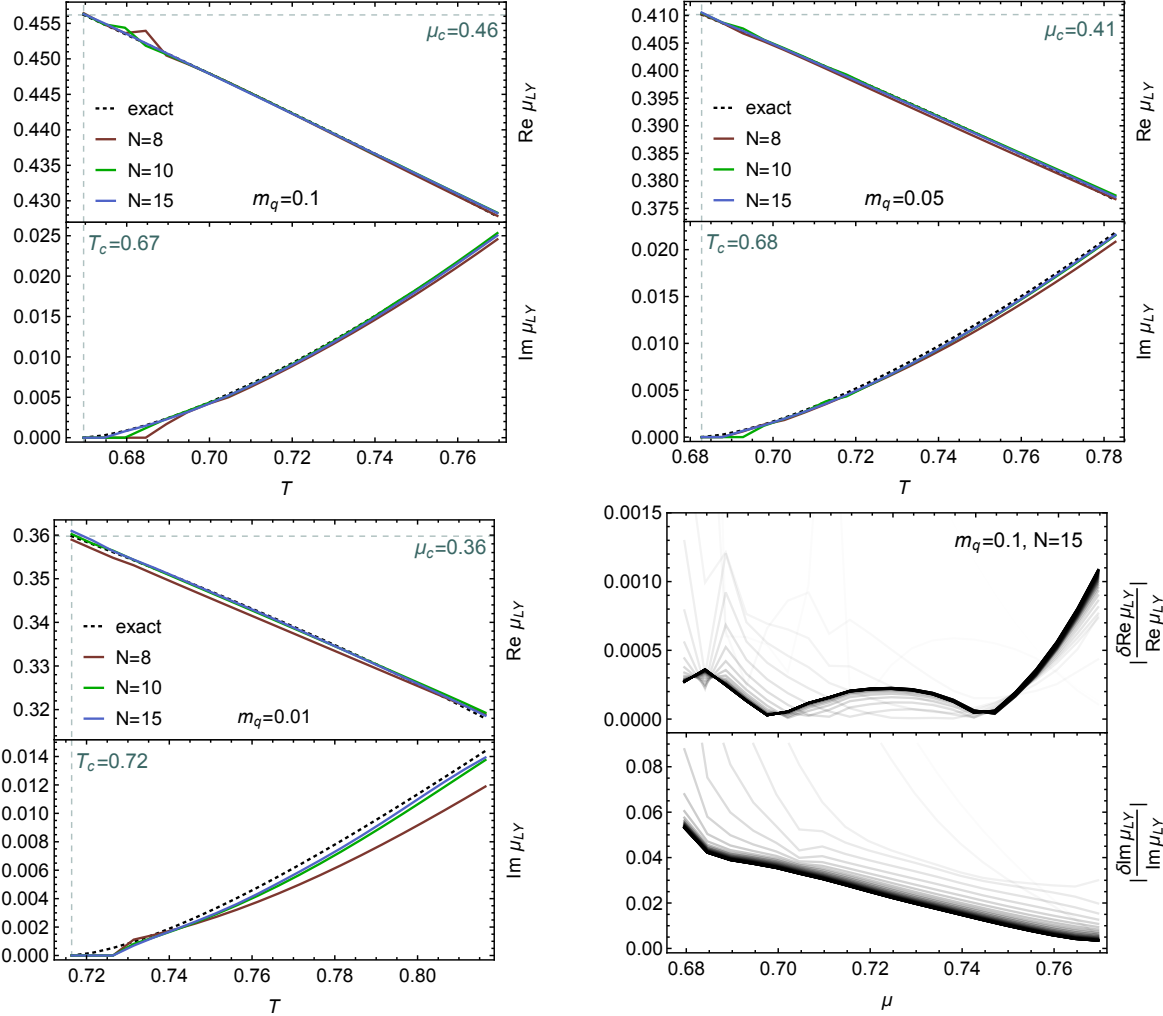 0.455
0.450
0.440
0.435
0.430
μc=0.46
exact
N=8
N=10
N=15
mq=0.1
Re μLY
0.025
0.020
0.015
0.010
0.005
0.000
Tc=0.67
Im μLY
0.68 0.70 0.72 0.74 0.76
T
0.410
0.405
0.400
0.395
0.390
0.380
0.375
μc=0.41
exact
N=8
N=10
N=15
mq=0.05
Re μLY
0.020
0.015
0.010
0.005
0.000
Tc=0.68
Im μLY
0.68 0.70 0.72 0.74 0.76 0.78
T
0.36
0.35
0.33
0.32
μc=0.36
exact
N=8
N=10
N=15
mq=0.01
Re μLY
0.014
0.012
0.010
0.008
0.006
0.004
0.002
0.000
Tc=0.72
Im μLY
0.72 0.74 0.76 0.78 0.80
T
0.0015
0.0010
0.0005
0.0000
mq=0.1, N=15
|δRe μLY
Re μLY|
0.08
0.06
0.04
0.02
0.00
|δIm μLY
Im μLY|
0.68 0.70 0.72 0.74 0.76
μ